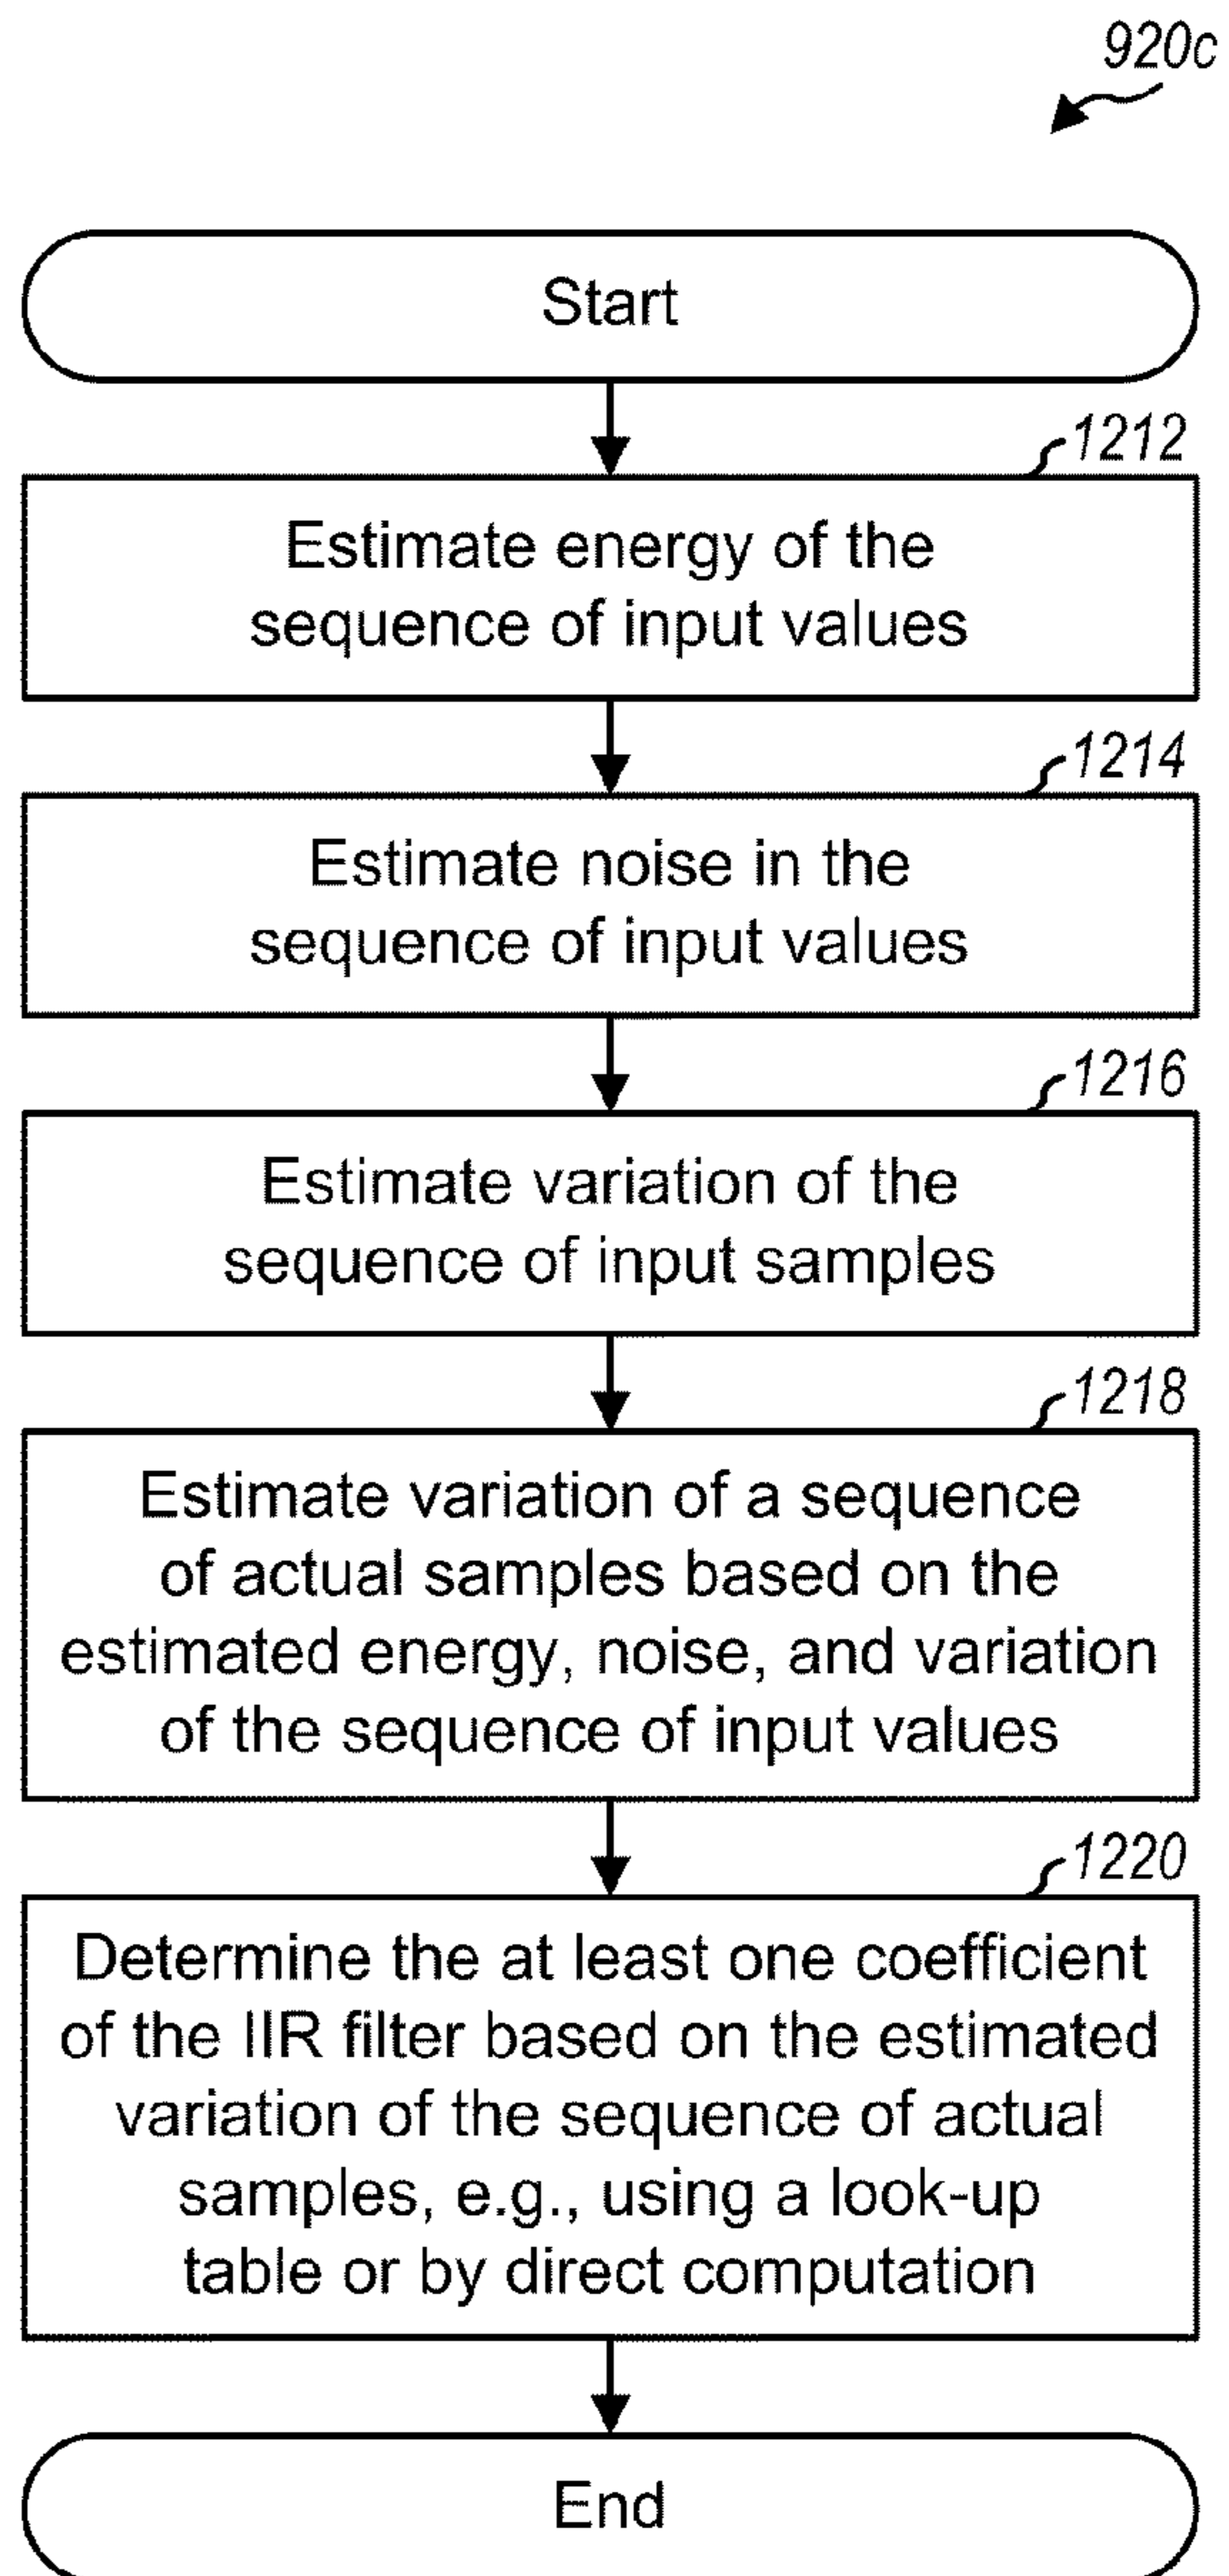 920c
Start
1212
Estimate energy of the
sequence of input values
1214
Estimate noise in the
sequence of input values
1216
Estimate variation of the
sequence of input samples
1218
Estimate variation of a sequence
of actual samples based on the
estimated energy, noise, and variation
of the sequence of input values
1220
Determine the at least one coefficient
of the IIR filter based on the estimated
variation of the sequence of actual
samples, e.g., using a look-up
table or by direct computation
End